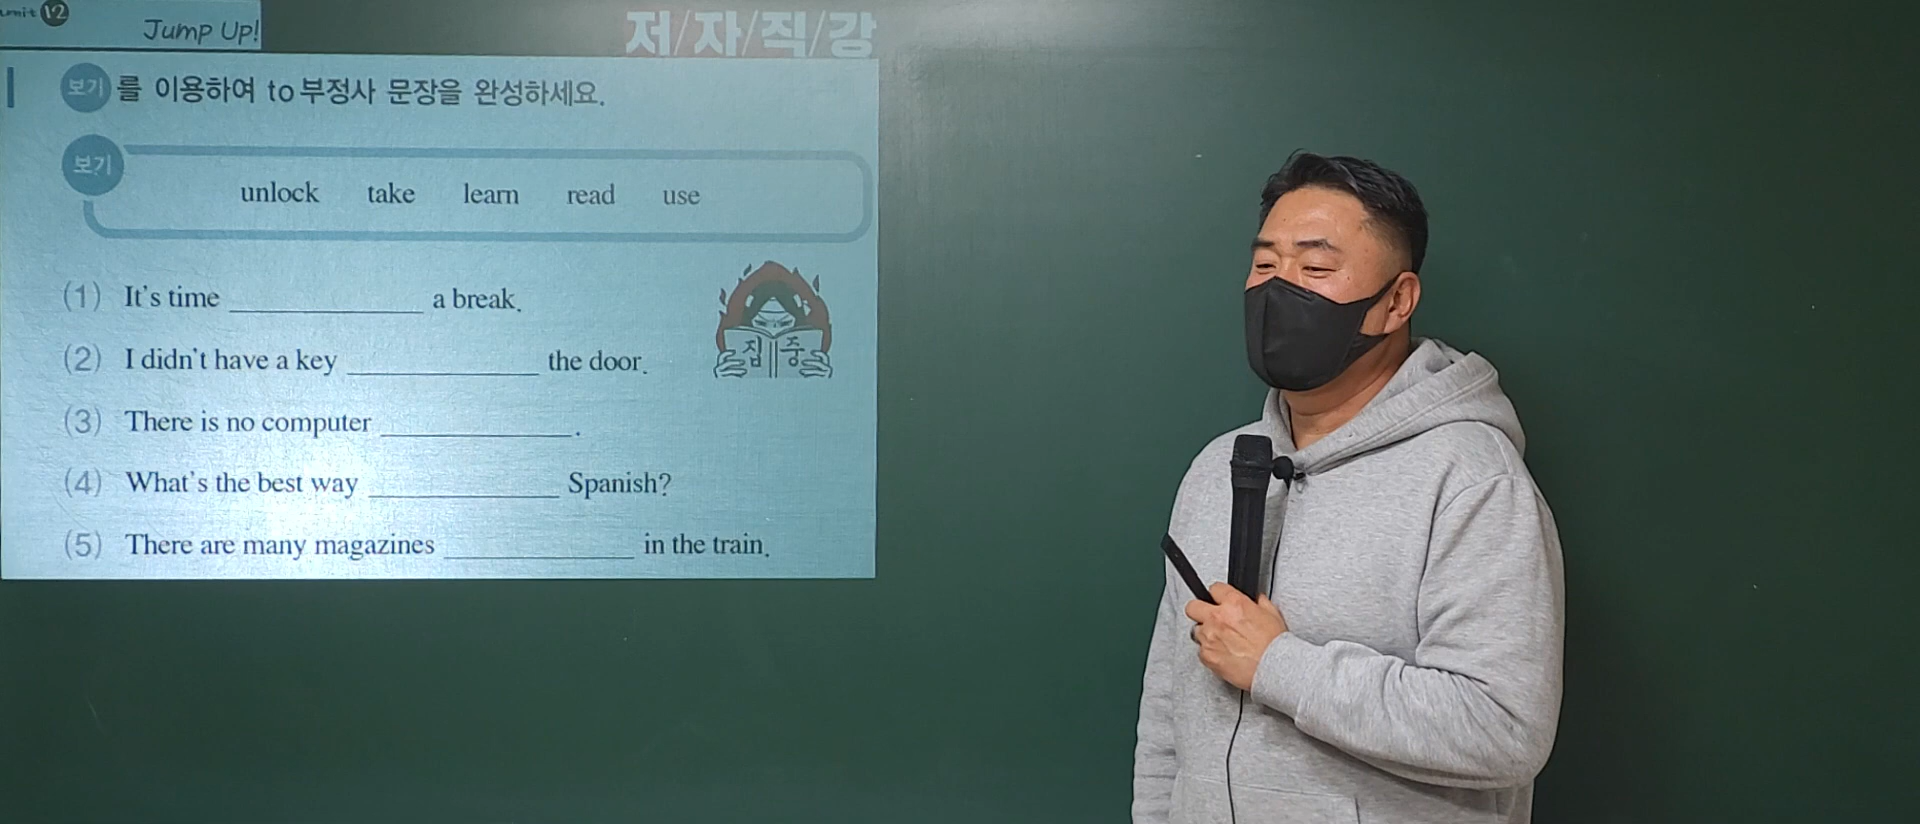 unit 12
Jump Up!
저/자/직/강
보기 를 이용하여 to부정사 문장을 완성하세요.
보기
unlock take learn read use
(1) It's time ____________ a break.
(2) I didn't have a key ____________ the door.
집 중
(3) There is no computer ____________.
(4) What's the best way ____________ Spanish?
(5) There are many magazines ____________ in the train.